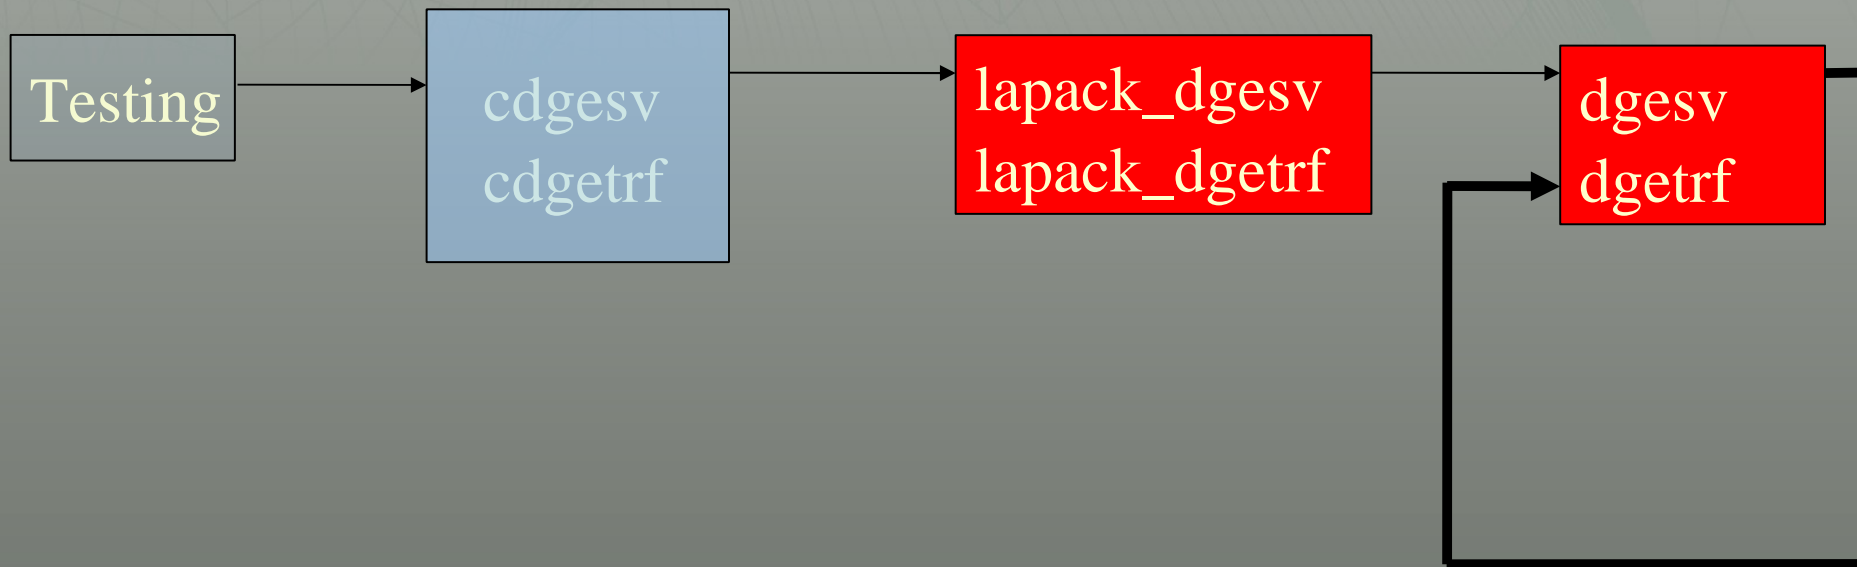 Testing
cdgesv
cdgetrf
lapack_dgesv
lapack_dgetrf
dgesv
dgetrf